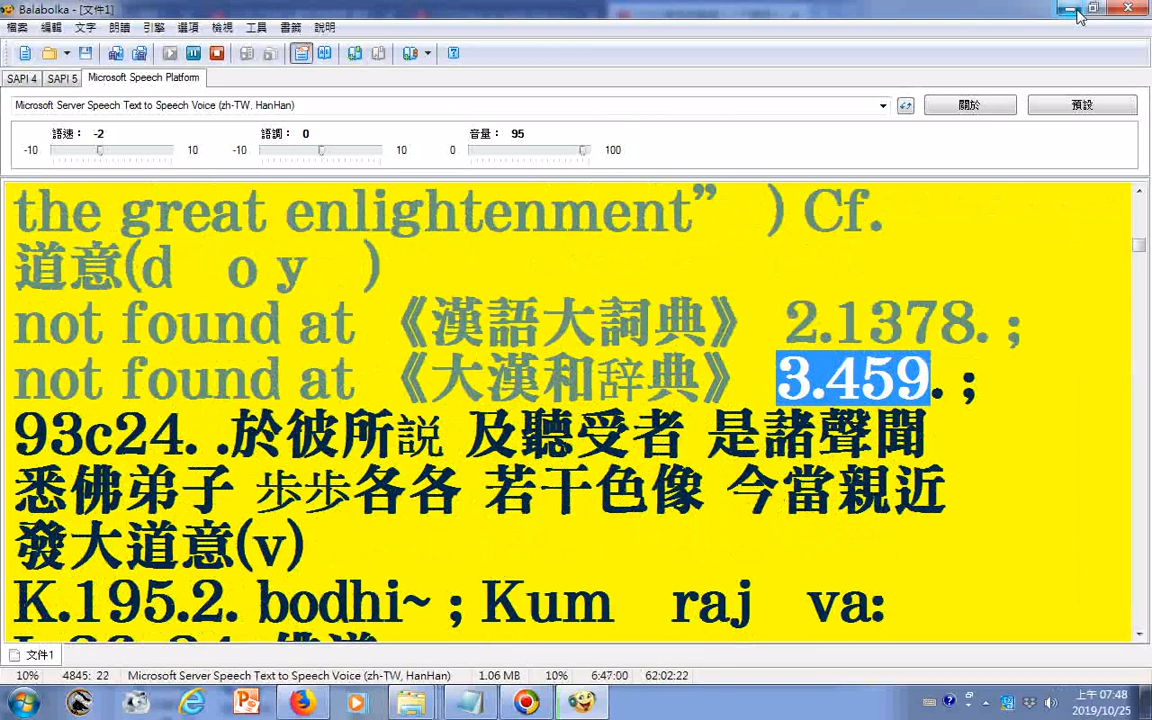 Balabolka - [文件1]
檔案 編輯 文字 朗讀 引擎 選項 檢視 工具 書籤 說明
SAPI 4 SAPI 5 Microsoft Speech Platform
Microsoft Server Speech Text to Speech Voice (zh-TW, HanHan) 關於 預設
語速： -2 語調： 0 音量： 95
-10 10 -10 10 0 100
the great enlightenment” ) Cf.
道意(d o y )
not found at 《漢語大詞典》 2.1378. ;
not found at 《大漢和辞典》 3.459. ;
93c24. .於彼所説 及聽受者 是諸聲聞
悉佛弟子 歩歩各各 若干色像 今當親近
發大道意(v)
K.195.2. bodhi~ ; Kum raj va:
文件1
10% 4845: 22 Microsoft Server Speech Text to Speech Voice (zh-TW, HanHan) 1.06 MB 10% 6:47:00 62:02:22
上午 07:48
2019/10/25